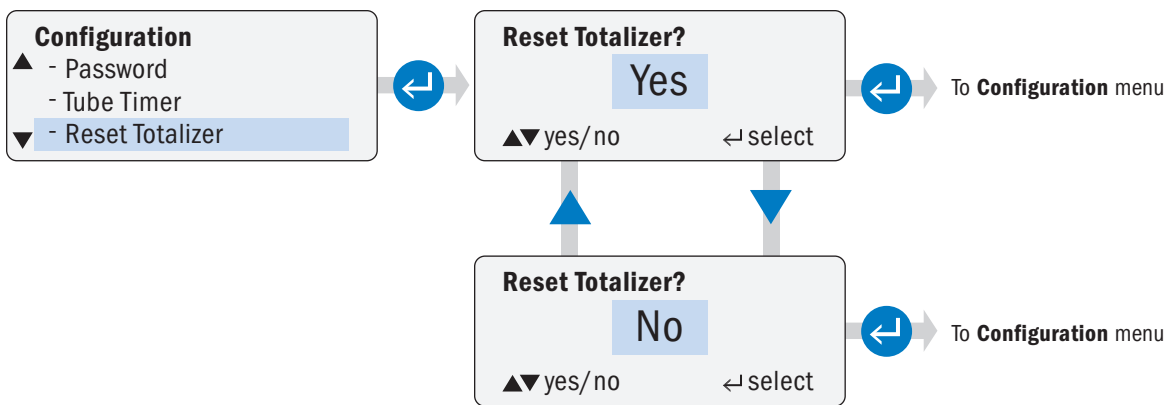 Configuration
- Password
- Tube Timer
- Reset Totalizer
Reset Totalizer?
Yes
▲▼ yes/no ↵ select
To Configuration menu
Reset Totalizer?
No
▲▼ yes/no ↵ select
To Configuration menu